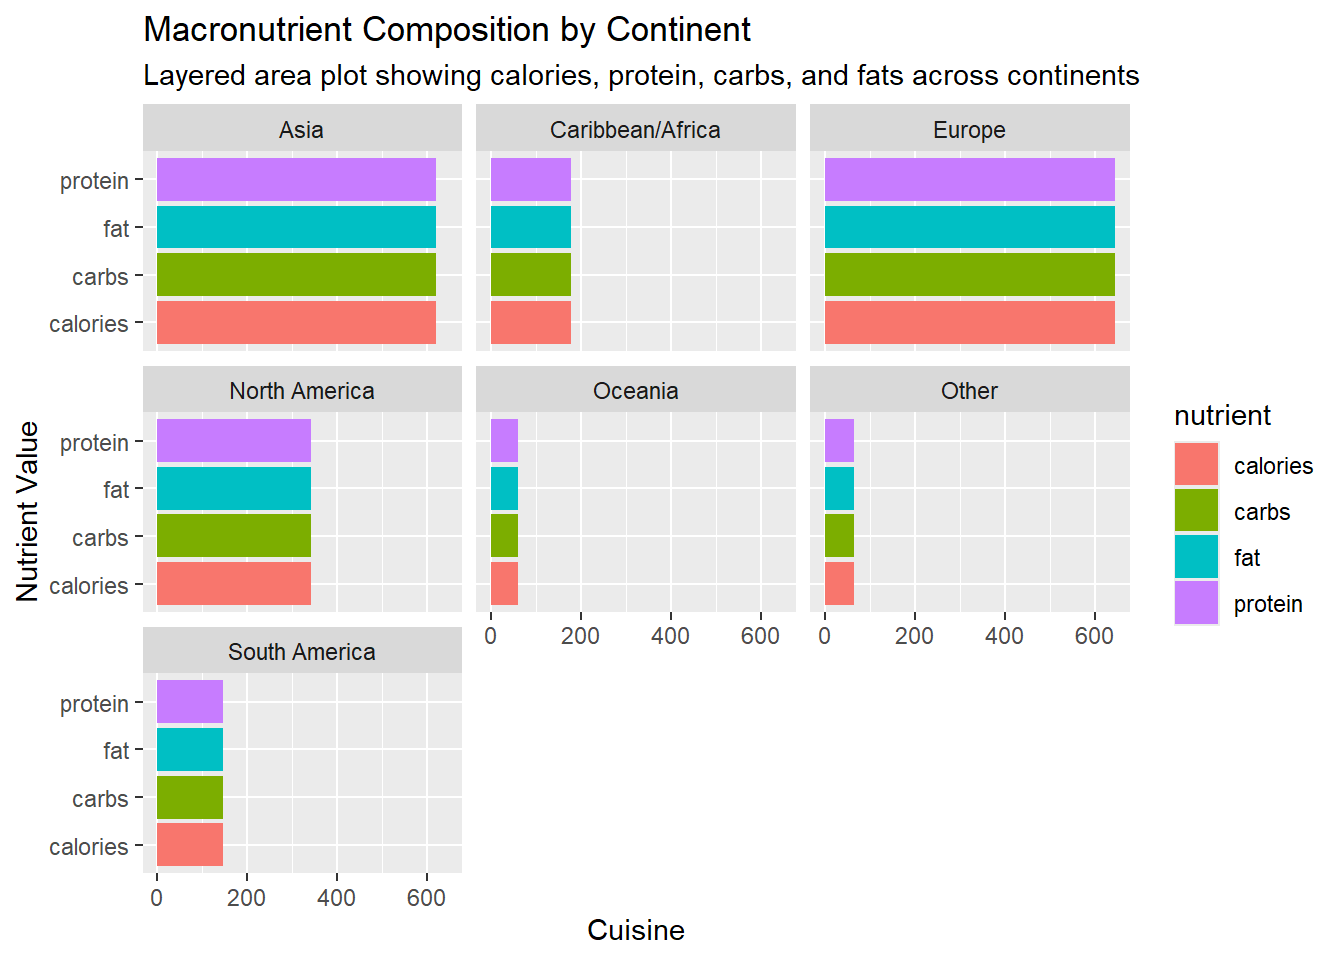 Macronutrient Composition by Continent
Layered area plot showing calories, protein, carbs, and fats across continents
Asia
Caribbean/Africa
Europe
protein
fat
carbs
calories
North America
Oceania
Other
protein
fat
carbs
calories
0 200 400 600
0 200 400 600
South America
protein
fat
carbs
calories
0 200 400 600
Cuisine
Nutrient Value
nutrient
calories
carbs
fat
protein